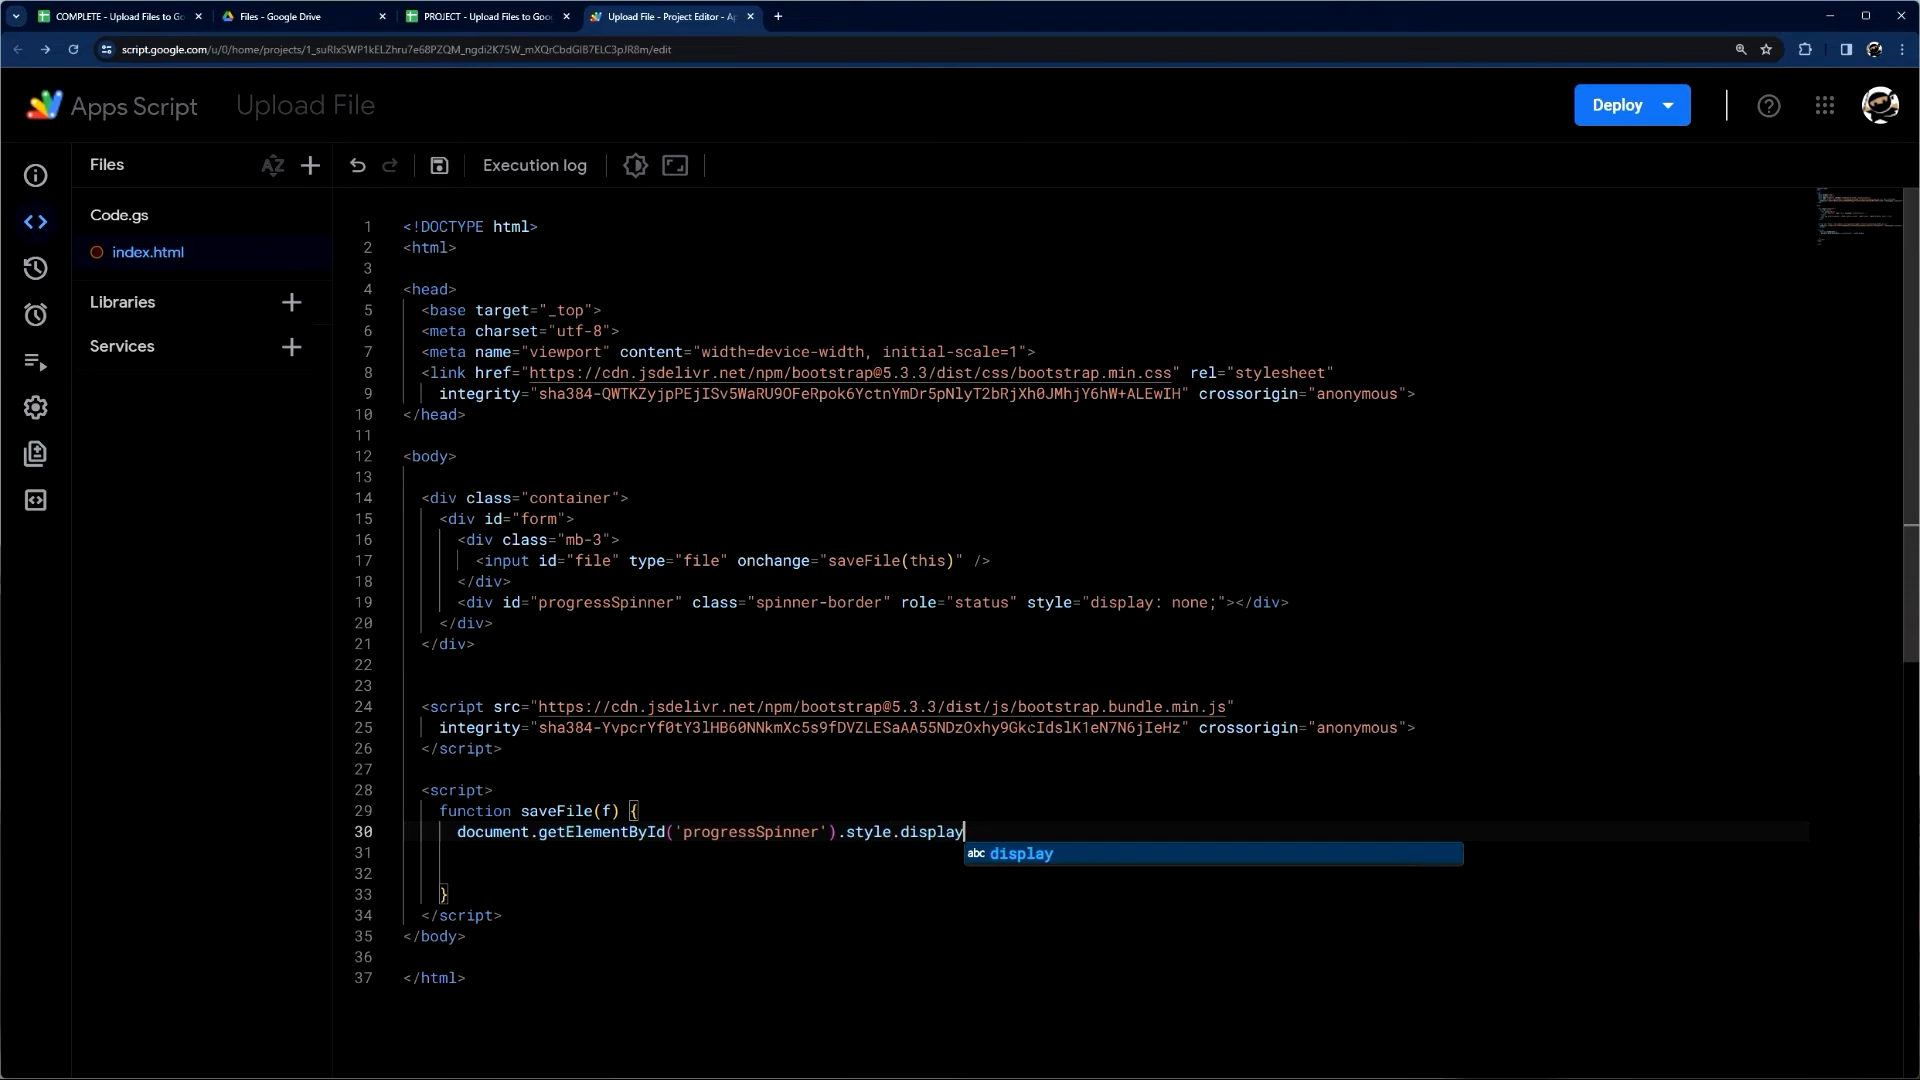 COMPLETE - Upload Files to Go
Files - Google Drive
PROJECT - Upload Files to Goo
Upload File - Project Editor - Ap
script.google.com/u/0/home/projects/1_suRIxSWP1kELZhru7e68PZQM_ngdi2K75W_mXQrCbdGlB7ELC3pJR8m/edit
Apps Script Upload File
Deploy
Files
Execution log
Code.gs
index.html
Libraries
Services
1 <!DOCTYPE html>
2 <html>
3
4 <head>
5 <base target="_top">
6 <meta charset="utf-8">
7 <meta name="viewport" content="width=device-width, initial-scale=1">
8 <link href="https://cdn.jsdelivr.net/npm/bootstrap@5.3.3/dist/css/bootstrap.min.css" rel="stylesheet"
9 integrity="sha384-QWTKZyjpPEjISv5WaRU9OFeRpok6YctnYmDr5pNlyT2bRjXh0JMhjY6hW+ALEwIH" crossorigin="anonymous">
10 </head>
11
12 <body>
13
14 <div class="container">
15 <div id="form">
16 <div class="mb-3">
17 <input id="file" type="file" onchange="saveFile(this)" />
18 </div>
19 <div id="progressSpinner" class="spinner-border" role="status" style="display: none;"></div>
20 </div>
21 </div>
22
23
24 <script src="https://cdn.jsdelivr.net/npm/bootstrap@5.3.3/dist/js/bootstrap.bundle.min.js"
25 integrity="sha384-YvpcrYf0tY3lHB60NNkmXc5s9fDVZLESaAA55NDzOxhy9GkcIdslK1eN7N6jIeHz" crossorigin="anonymous">
26 </script>
27
28 <script>
29 function saveFile(f) {
30 document.getElementById('progressSpinner').style.display
31 abc display
32
33 }
34 </script>
35 </body>
36
37 </html>